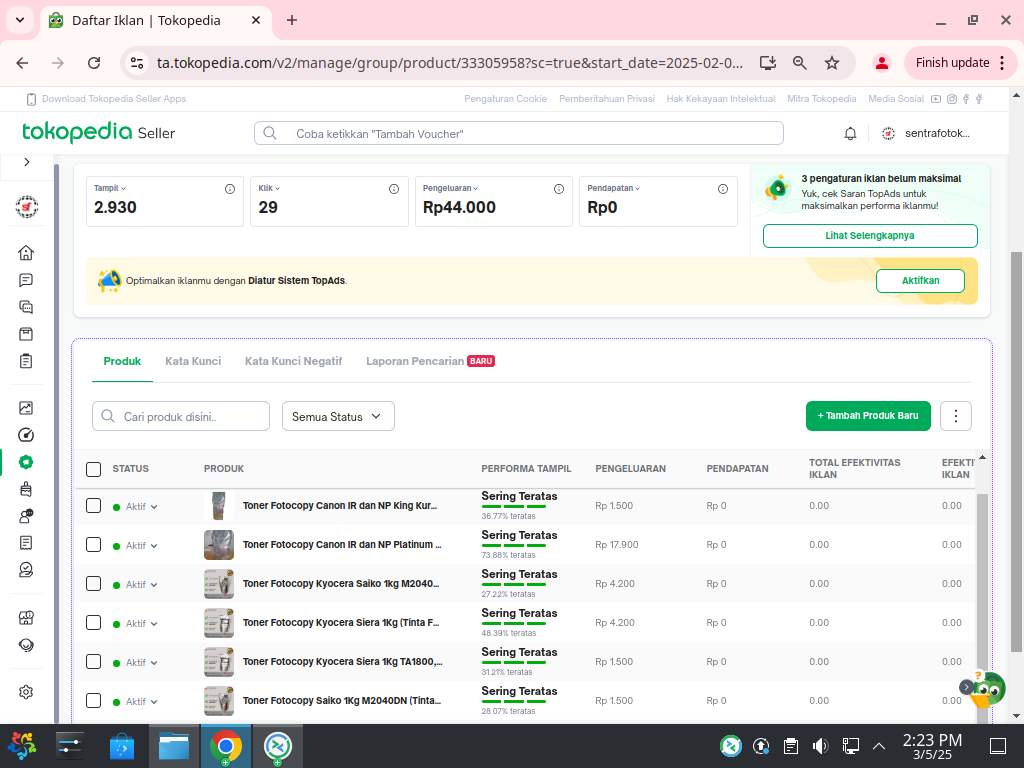 Daftar Iklan | Tokopedia
ta.tokopedia.com/v2/manage/group/product/33305958?sc=true&start_date=2025-02-0...
Finish update
Download Tokopedia Seller Apps
Pengaturan Cookie Pemberitahuan Privasi Hak Kekayaan Intelektual Mitra Tokopedia Media Sosial
tokopedia Seller
Coba ketikkan "Tambah Voucher"
sentrafotok...
Tampil
2.930
Klik
29
Pengeluaran
Rp44.000
Pendapatan
Rp0
3 pengaturan iklan belum maksimal
Yuk, cek Saran TopAds untuk
maksimalkan performa iklanmu!
Lihat Selengkapnya
Optimalkan iklanmu dengan Diatur Sistem TopAds.
Aktifkan
Produk Kata Kunci Kata Kunci Negatif Laporan Pencarian BARU
Cari produk disini..
Semua Status
+ Tambah Produk Baru
STATUS PRODUK PERFORMA TAMPIL PENGELUARAN PENDAPATAN TOTAL EFEKTIVITAS IKLAN EFEKTI IKLAN
Aktif Toner Fotocopy Canon IR dan NP King Kur... Sering Teratas Rp 1.500 Rp 0 0.00 0.00
36.77% teratas
Aktif Toner Fotocopy Canon IR dan NP Platinum ... Sering Teratas Rp 17.900 Rp 0 0.00 0.00
73.88% teratas
Aktif Toner Fotocopy Kyocera Saiko 1kg M2040... Sering Teratas Rp 4.200 Rp 0 0.00 0.00
27.22% teratas
Aktif Toner Fotocopy Kyocera Siera 1Kg (Tinta F... Sering Teratas Rp 4.200 Rp 0 0.00 0.00
48.39% teratas
Aktif Toner Fotocopy Kyocera Siera 1Kg TA1800,... Sering Teratas Rp 1.500 Rp 0 0.00 0.00
31.21% teratas
Aktif Toner Fotocopy Saiko 1Kg M2040DN (Tinta... Sering Teratas Rp 1.500 Rp 0 0.00 0.00
28.07% teratas
2:23 PM
3/5/25